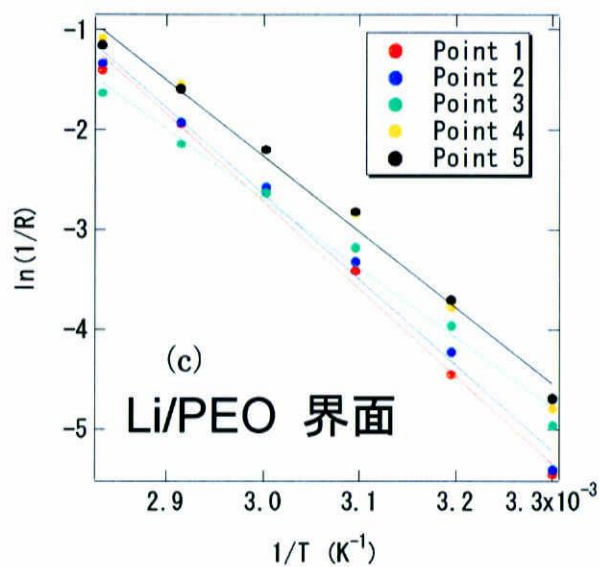 -1
-2
-3
-4
-5
ln(1/R)
Point 1
Point 2
Point 3
Point 4
Point 5
(c)
Li/PEO 界面
2.9 3.0 3.1 3.2 3.3x10⁻³
1/T (K⁻¹)